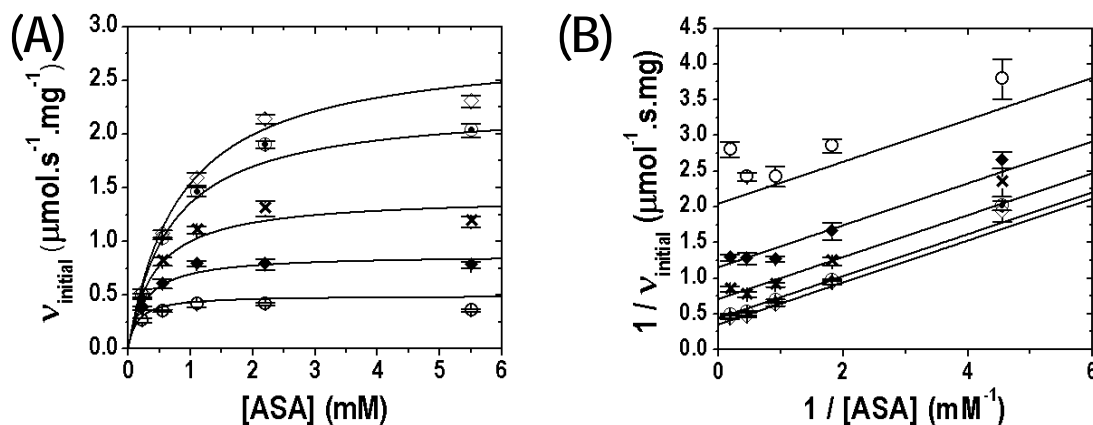 (A)
3.0
2.5
2.0
1.5
1.0
0.5
0.0
νinitial (μmol.s⁻¹.mg⁻¹)
0 1 2 3 4 5 6
[ASA] (mM)
(B)
4.5
4.0
3.5
3.0
2.5
2.0
1.5
1.0
0.5
0.0
1 / νinitial (μmol⁻¹.s.mg)
0 2 4 6
1 / [ASA] (mM⁻¹)